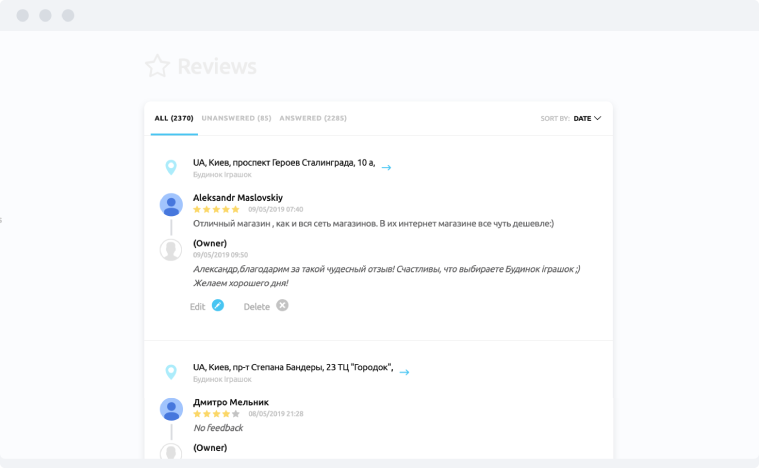 Reviews
ALL (2370) UNANSWERED (85) ANSWERED (2285) SORT BY: DATE
UA, Киев, проспект Героев Сталинграда, 10 а, →
Будинок іграшок
Aleksandr Maslovskiy
09/05/2019 07:40
Отличный магазин , как и вся сеть магазинов. В их интернет магазине все чуть дешевле:)
(Owner)
09/05/2019 09:50
Александр,благодарим за такой чудесный отзыв! Счастливы, что выбираете Будинок іграшок ;)
Желаем хорошего дня!
Edit Delete
UA, Киев, пр-т Степана Бандеры, 23 ТЦ "Городок", →
Будинок іграшок
Дмитро Мельник
08/05/2019 21:28
No feedback
(Owner)